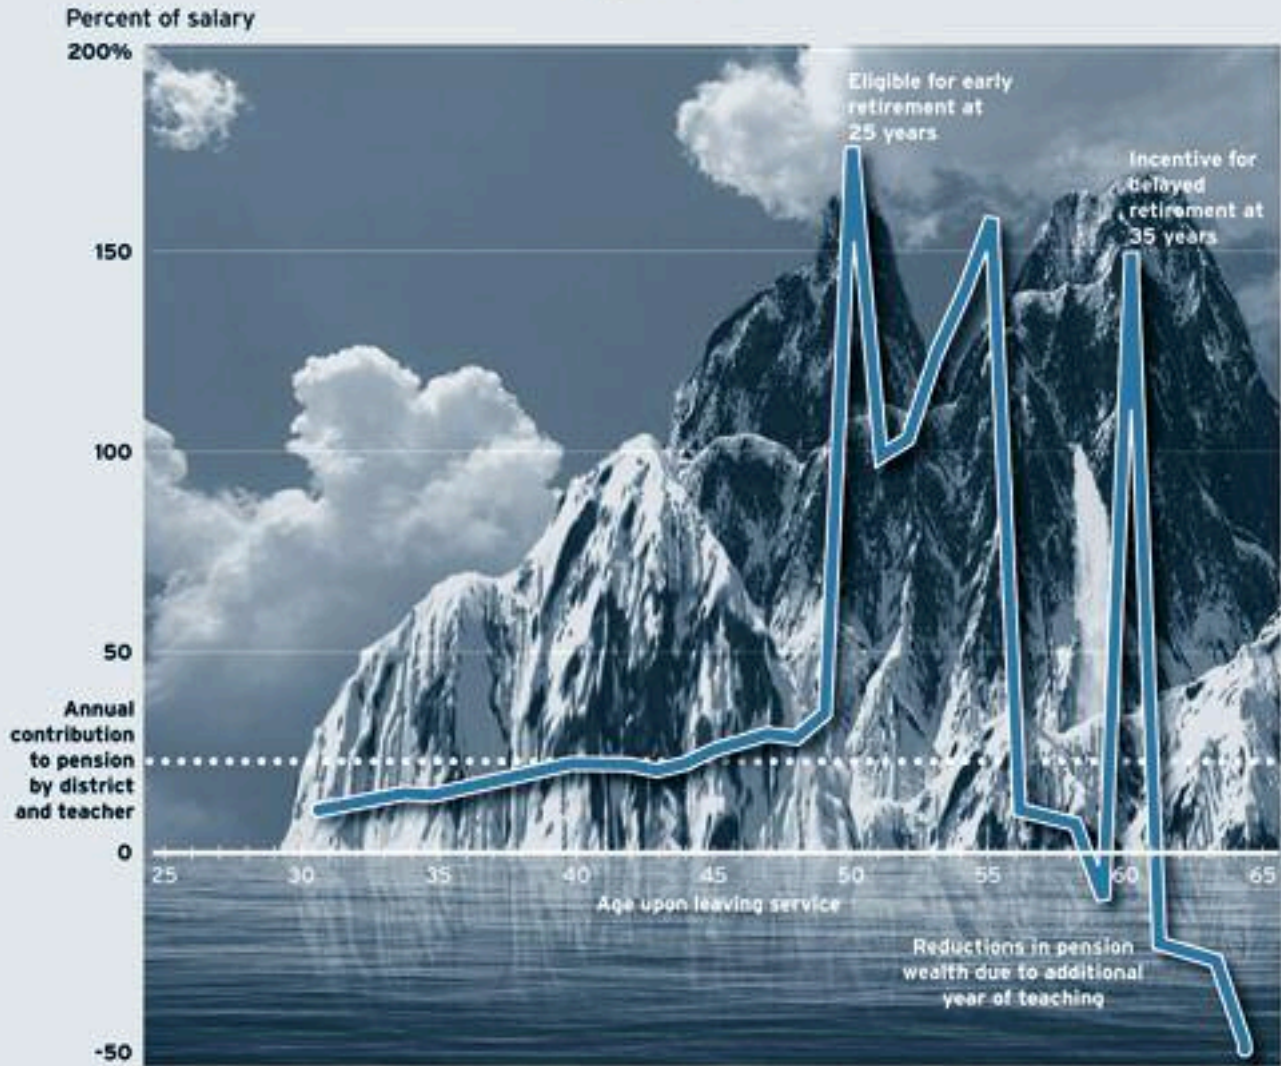 Percent of salary
200%
Eligible for early
retirement at
25 years
Incentive for
belayed
retirement at
35 years
150
100
50
Annual
contribution
to pension
by district
and teacher
0
25 30 35 40 45 50 55 60 65
Age upon leaving service
Reductions in pension
wealth due to additional
year of teaching
-50